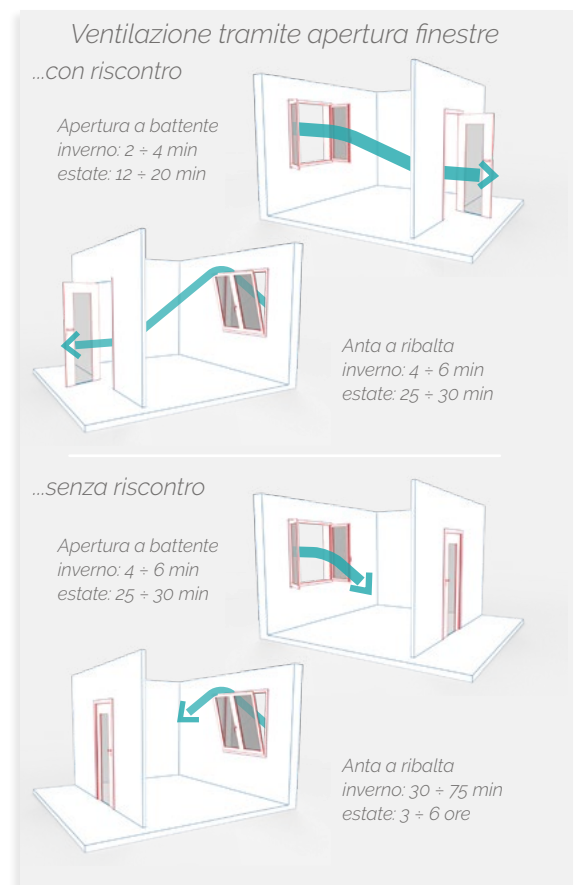 Ventilazione tramite apertura finestre
...con riscontro
Apertura a battente
inverno: 2 ÷ 4 min
estate: 12 ÷ 20 min
Anta a ribalta
inverno: 4 ÷ 6 min
estate: 25 ÷ 30 min
...senza riscontro
Apertura a battente
inverno: 4 ÷ 6 min
estate: 25 ÷ 30 min
Anta a ribalta
inverno: 30 ÷ 75 min
estate: 3 ÷ 6 ore